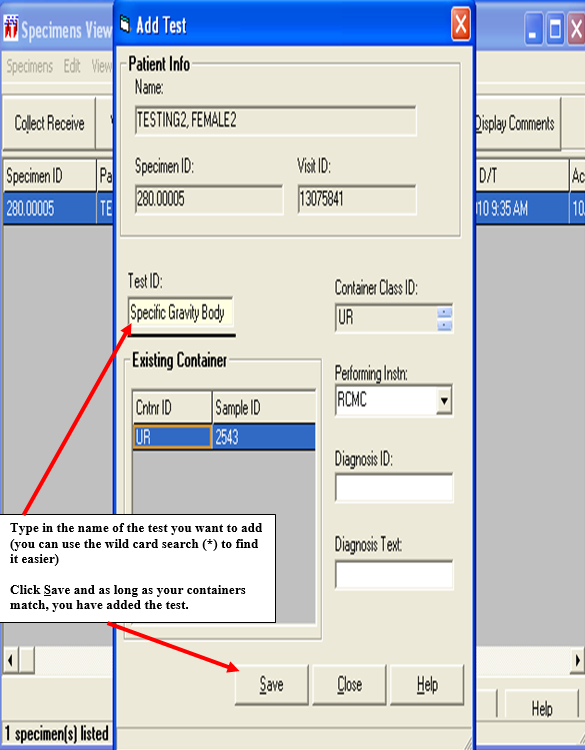 Specimens View
Add Test
Specimens Edit View
Patient Info
Name:
TESTING2, FEMALE2
Collect Receive
Display Comments
Specimen ID:
Visit ID:
280.00005
13075841
Specimen ID
Pa
D/T
Ac
280.00005
TE
010 9:35 AM
10.
Test ID:
Container Class ID:
Specific Gravity Body
UR
Existing Container
Performing Instn:
Cntnr ID
Sample ID
RCMC
UR
2543
Diagnosis ID:
Type in the name of the test you want to add
(you can use the wild card search (*) to find
it easier)
Click Save and as long as your containers
match, you have added the test.
Diagnosis Text:
Save
Close
Help
Help
1 specimen(s) listed